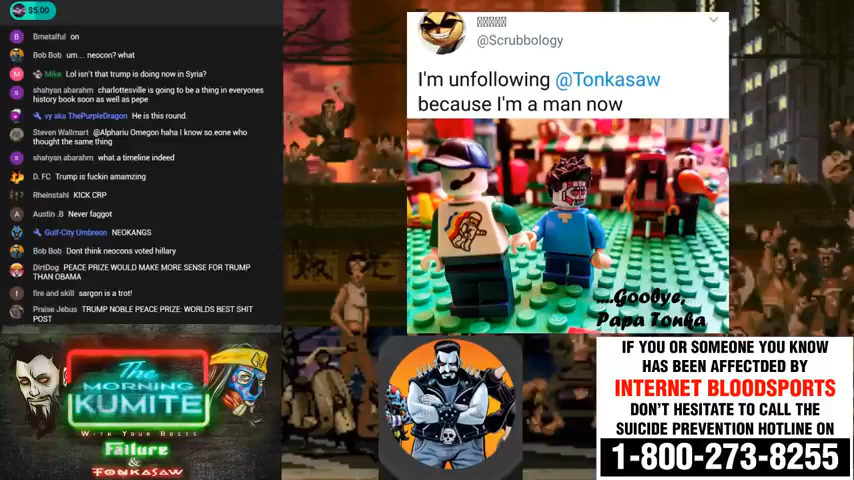 $5.00
Bmetalful on
Bob Bob um.... neocon? what
Mike Lol isn't that trump is doing now in Syria?
shahyan abarahm charlottesville is going to be a thing in everyones
history book soon as well as pepe
vy aka ThePurpleDragon He is this round.
Steven Wallmart @Alphariu Omegon haha I know so.eone who
thought the same thing
shahyan abarahm what a timeline indeed
D. FC Trump is fuckin amamzing
Rheinstahl KICK CRP
Austin .B Never faggot
Gulf-City Umbreon NEOKANGS
Bob Bob Dont think neocons voted hillary
DirtDog PEACE PRIZE WOULD MAKE MORE SENSE FOR TRUMP
THAN OBAMA
fire and skill sargon is a trot!
Praise Jebus TRUMP NOBLE PEACE PRIZE: WORLDS BEST SHIT
POST
@Scrubbology
I'm unfollowing @Tonkasaw
because I'm a man now
....Goobye,
Papa Tonka
The
MORNING
KUMITE
WITH YOUR HOSTS
Failure
&
TONKASAW
IF YOU OR SOMEONE YOU KNOW
HAS BEEN AFFECTDED BY
INTERNET BLOODSPORTS
DON'T HESITATE TO CALL THE
SUICIDE PREVENTION HOTLINE ON
1-800-273-8255